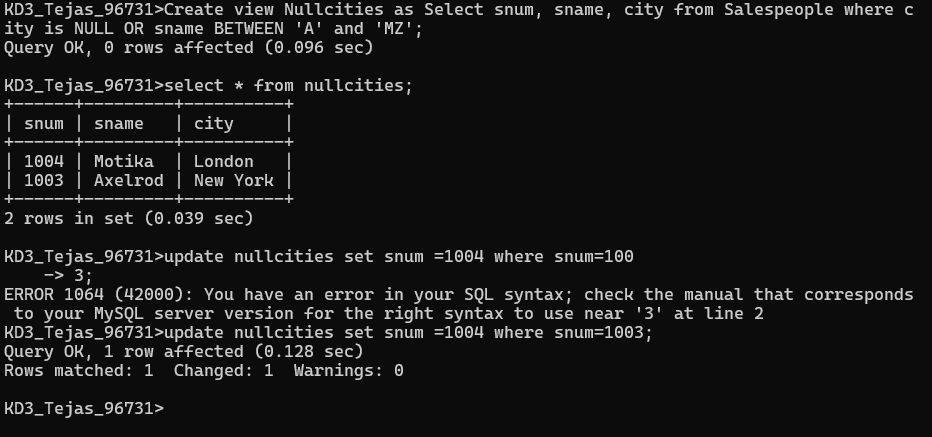 KD3_Tejas_96731>Create view Nullcities as Select snum, sname, city from Salespeople where c
ity is NULL OR sname BETWEEN 'A' and 'MZ';
Query OK, 0 rows affected (0.096 sec)
KD3_Tejas_96731>select * from nullcities;
+------+---------+----------+
| snum | sname   | city     |
+------+---------+----------+
| 1004 | Motika  | London   |
| 1003 | Axelrod | New York |
+------+---------+----------+
2 rows in set (0.039 sec)
KD3_Tejas_96731>update nullcities set snum =1004 where snum=100
    -> 3;
ERROR 1064 (42000): You have an error in your SQL syntax; check the manual that corresponds
 to your MySQL server version for the right syntax to use near '3' at line 2
KD3_Tejas_96731>update nullcities set snum =1004 where snum=1003;
Query OK, 1 row affected (0.128 sec)
Rows matched: 1  Changed: 1  Warnings: 0
KD3_Tejas_96731>